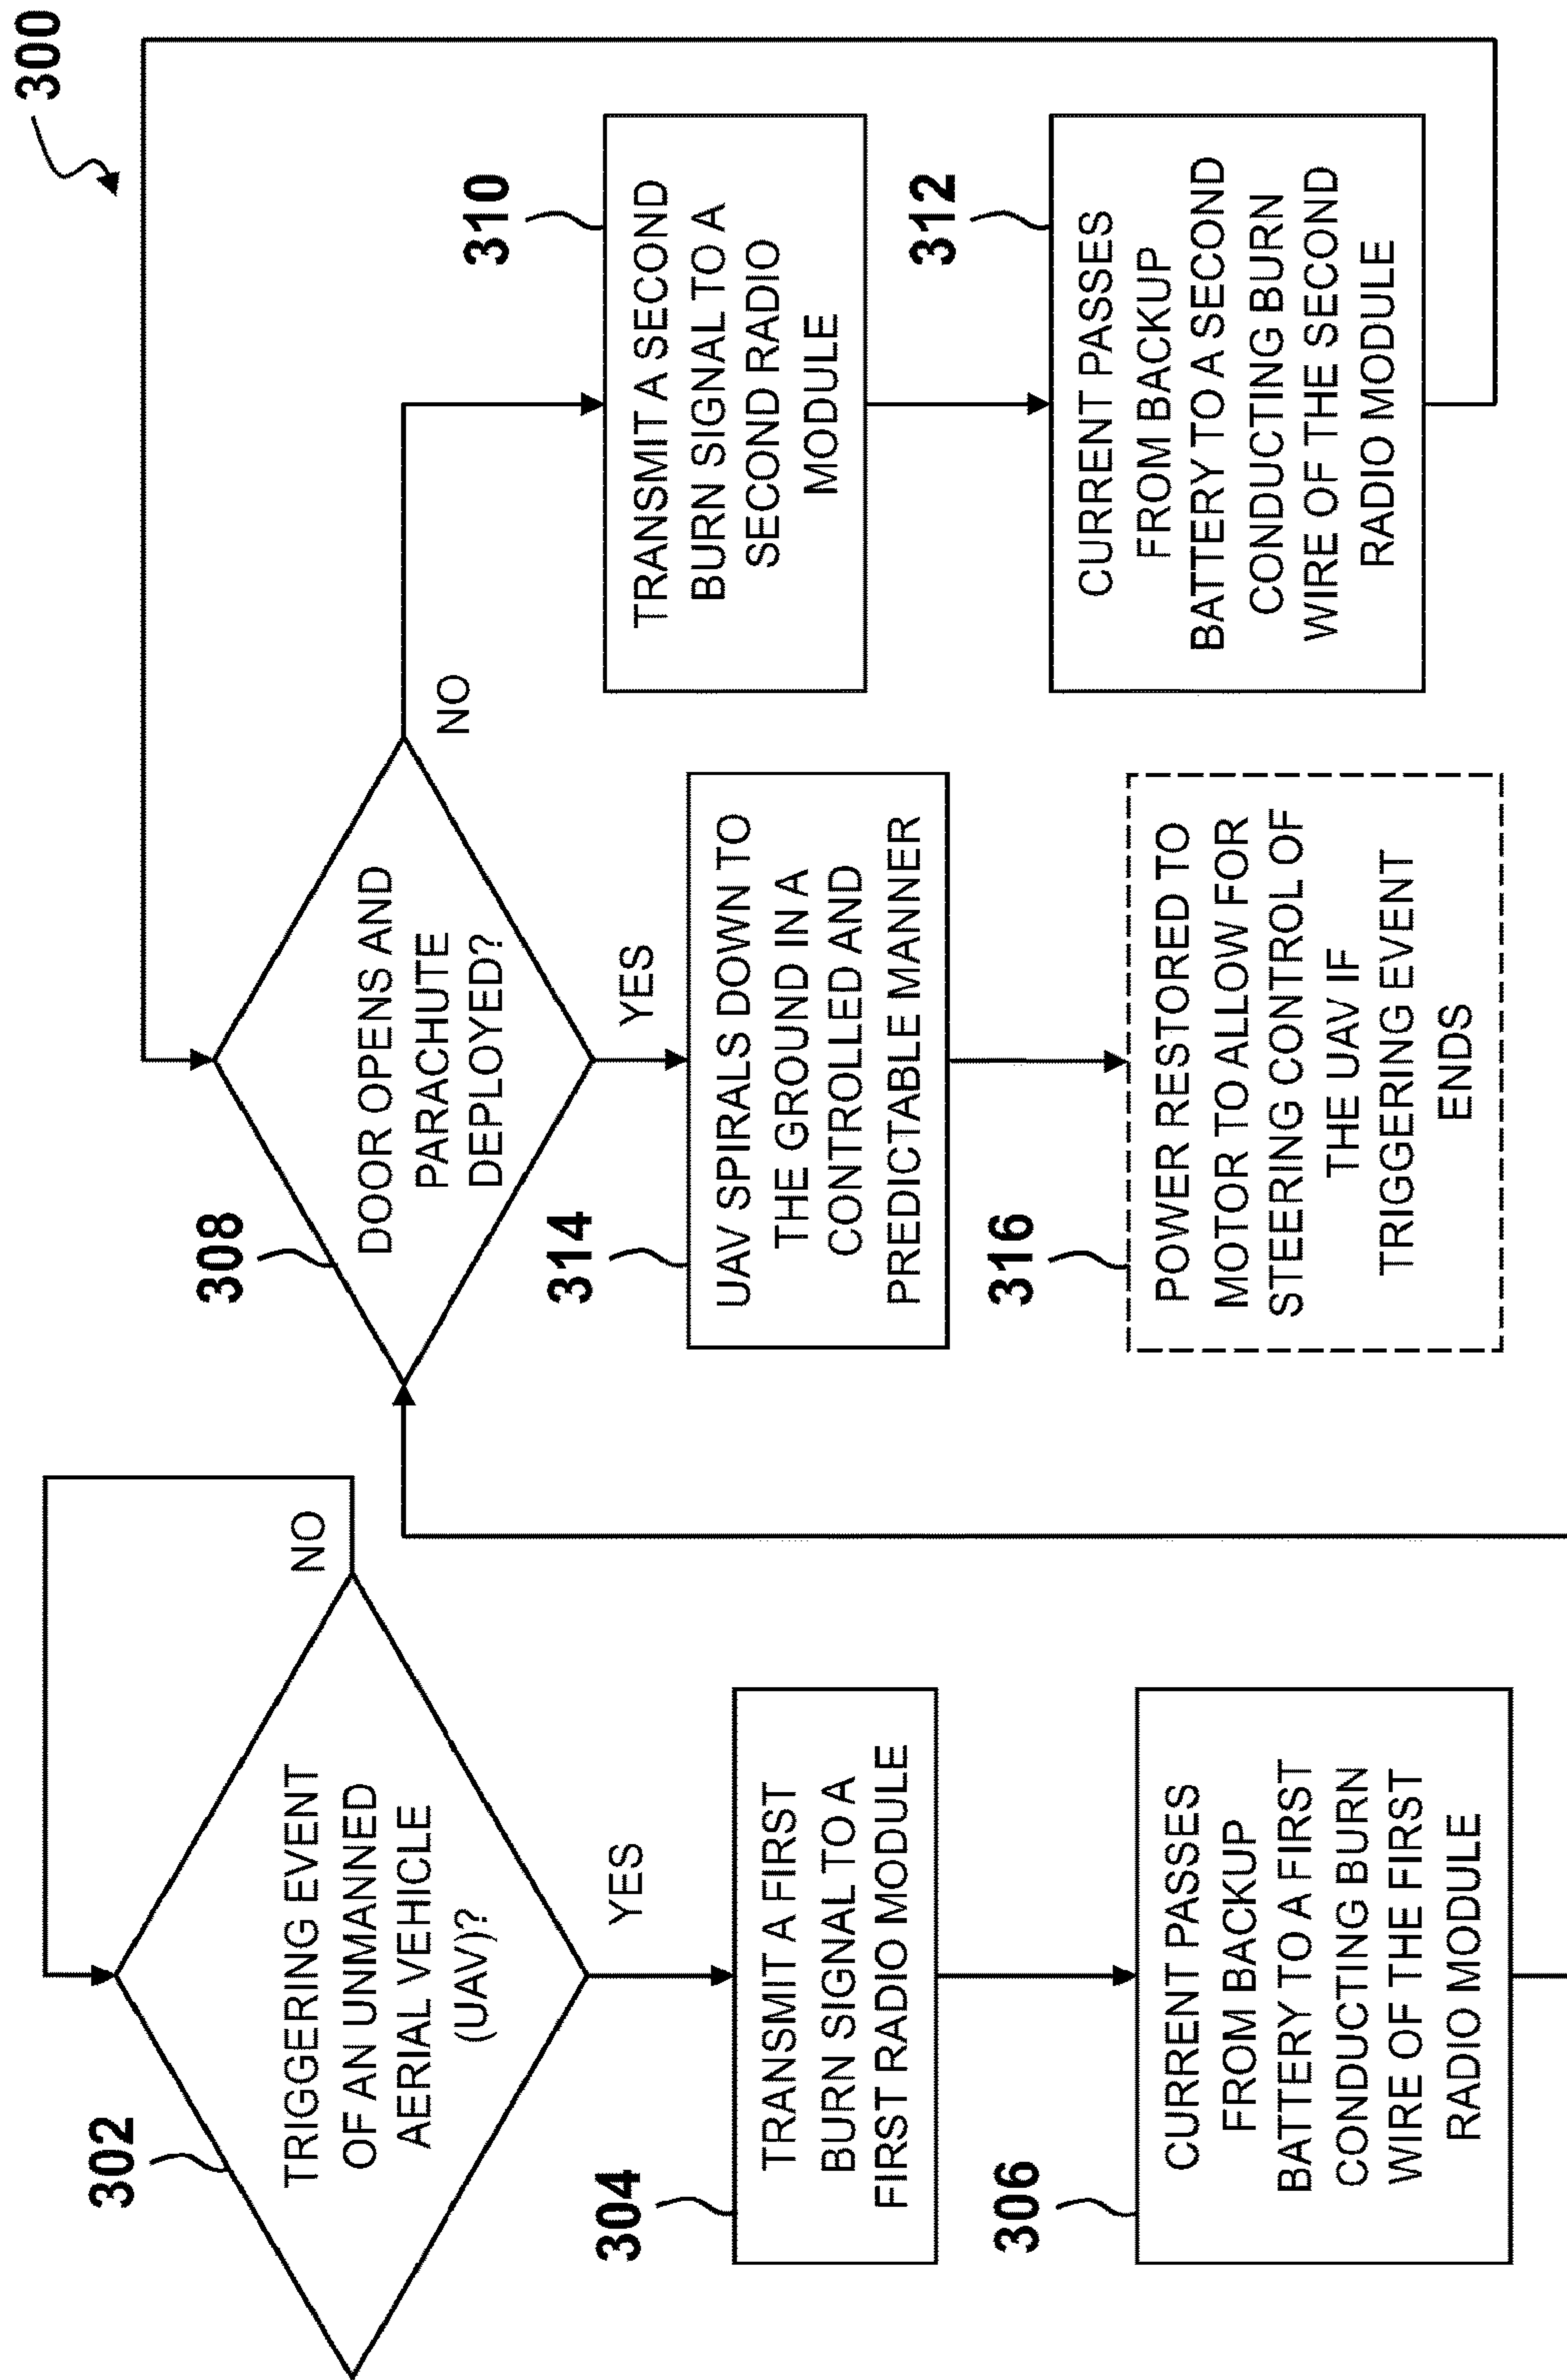 300
302
TRIGGERING EVENT
OF AN UNMANNED
AERIAL VEHICLE
(UAV)?
NO
YES
304
TRANSMIT A FIRST
BURN SIGNAL TO A
FIRST RADIO MODULE
306
CURRENT PASSES
FROM BACKUP
BATTERY TO A FIRST
CONDUCTING BURN
WIRE OF THE FIRST
RADIO MODULE
308
DOOR OPENS AND
PARACHUTE
DEPLOYED?
NO
YES
310
TRANSMIT A SECOND
BURN SIGNAL TO A
SECOND RADIO
MODULE
312
CURRENT PASSES
FROM BACKUP
BATTERY TO A SECOND
CONDUCTING BURN
WIRE OF THE SECOND
RADIO MODULE
314
UAV SPIRALS DOWN TO
THE GROUND IN A
CONTROLLED AND
PREDICTABLE MANNER
316
POWER RESTORED TO
MOTOR TO ALLOW FOR
STEERING CONTROL OF
THE UAV IF
TRIGGERING EVENT
ENDS